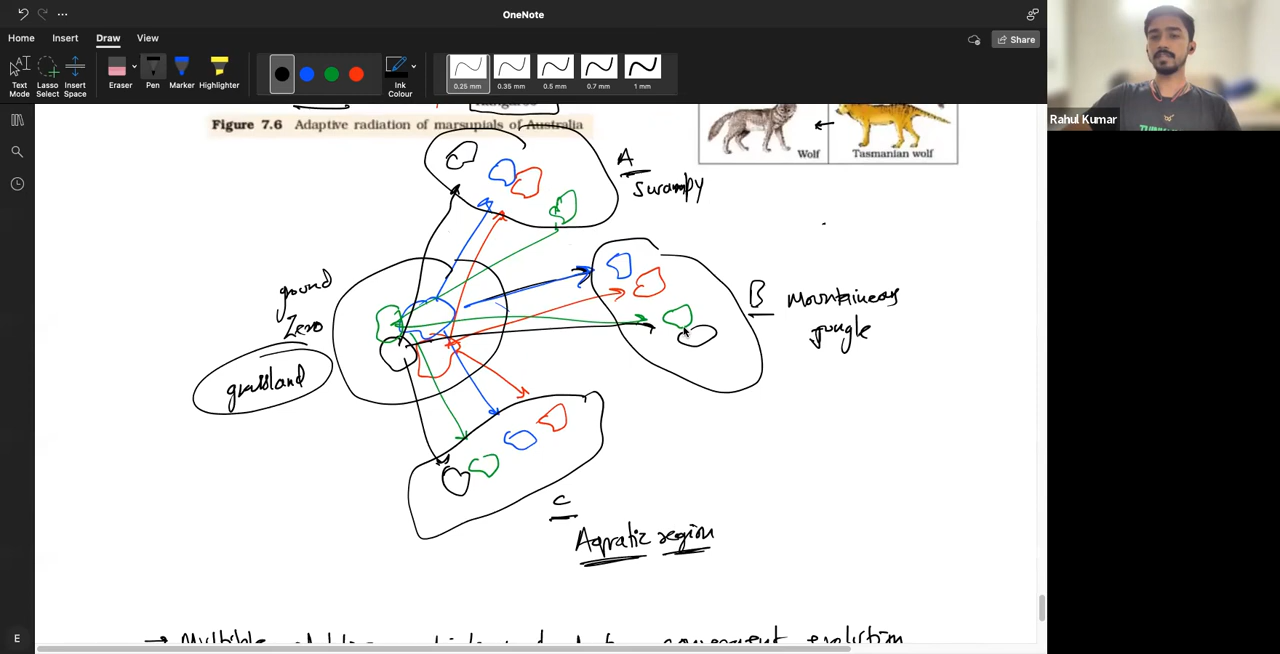 OneNote
Home Insert Draw View
Share
Text Mode
Lasso Select
Insert Space
Eraser
Pen
Marker
Highlighter
0.25 mm
0.35 mm
0.5 mm
0.7 mm
1 mm
Ink Colour
Rahul Kumar
Figure 7.6 Adaptive radiation of marsupials of Australia
Wolf
Tasmanian wolf
A
Swampy
ground
Zero
grassland
B
Mountaineous
jungle
C
Aquatic region
E